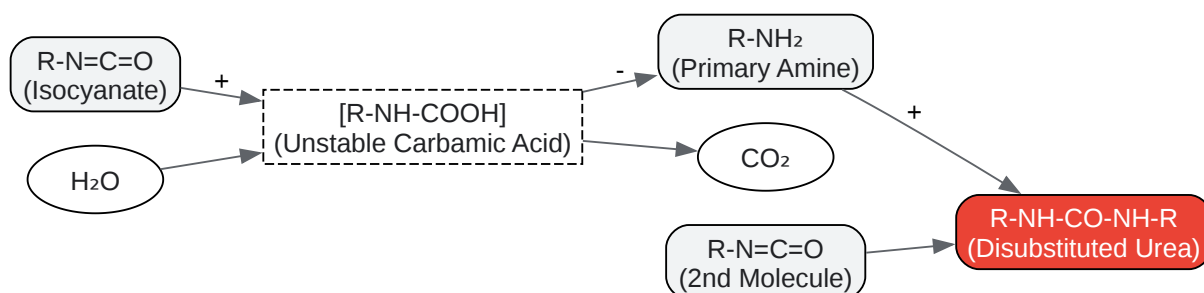 R-N=C=O
(Isocyanate)
+
H₂O
[R-NH-COOH]
(Unstable Carbamic Acid)
-
R-NH₂
(Primary Amine)
CO₂
+
R-N=C=O
(2nd Molecule)
R-NH-CO-NH-R
(Disubstituted Urea)